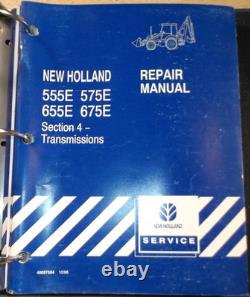 NEW HOLLAND
555E 575E
655E 675E
Section 4 –
Transmissions
REPAIR
MANUAL
NEW HOLLAND
SERVICE